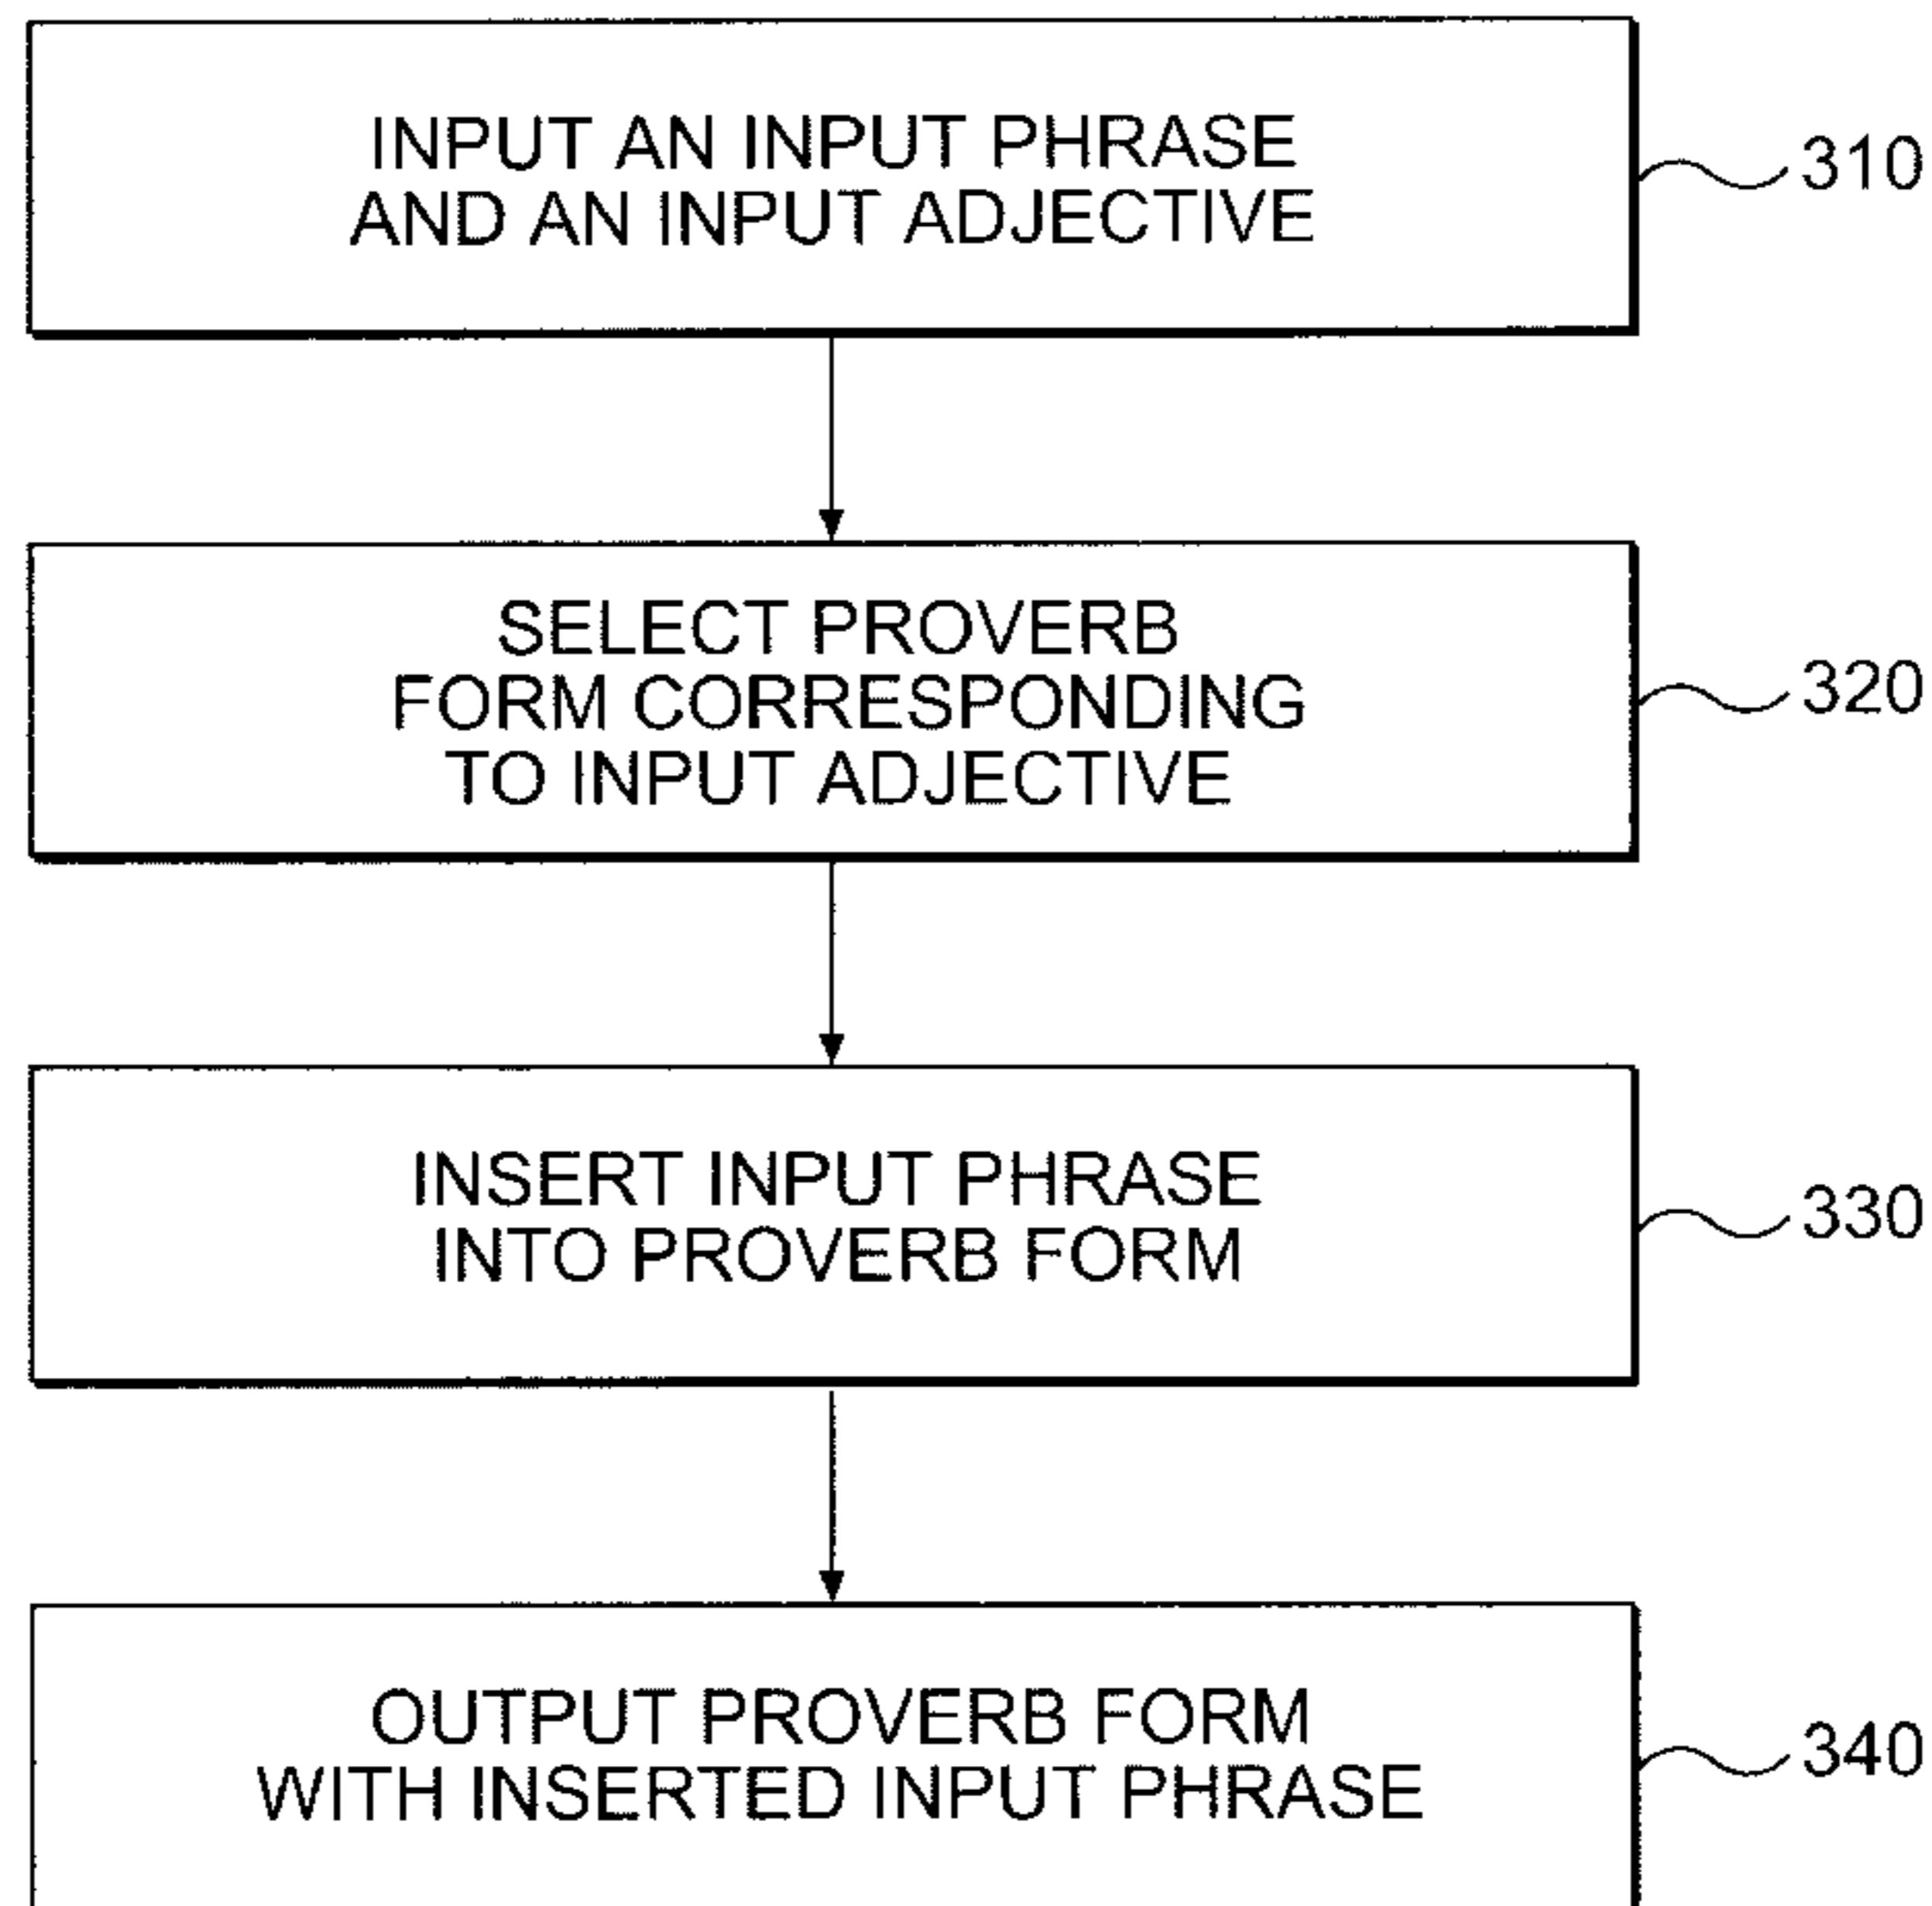 INPUT AN INPUT PHRASE
AND AN INPUT ADJECTIVE
310
SELECT PROVERB
FORM CORRESPONDING
TO INPUT ADJECTIVE
320
INSERT INPUT PHRASE
INTO PROVERB FORM
330
OUTPUT PROVERB FORM
WITH INSERTED INPUT PHRASE
340